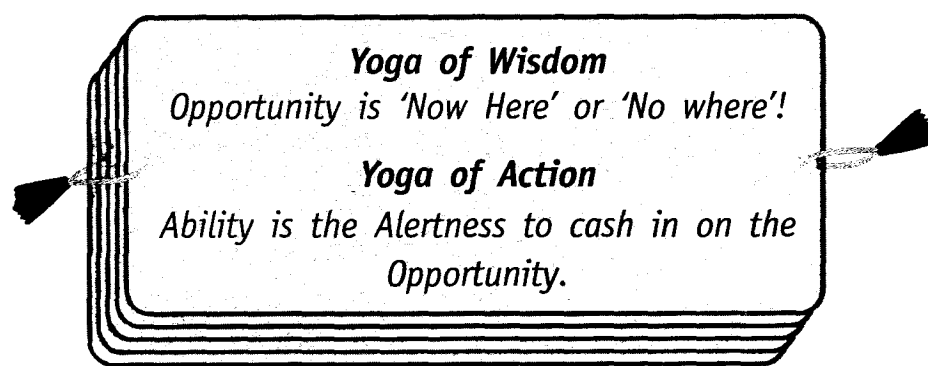 Yoga of Wisdom
Opportunity is 'Now Here' or 'No where'!
Yoga of Action
Ability is the Alertness to cash in on the
Opportunity.